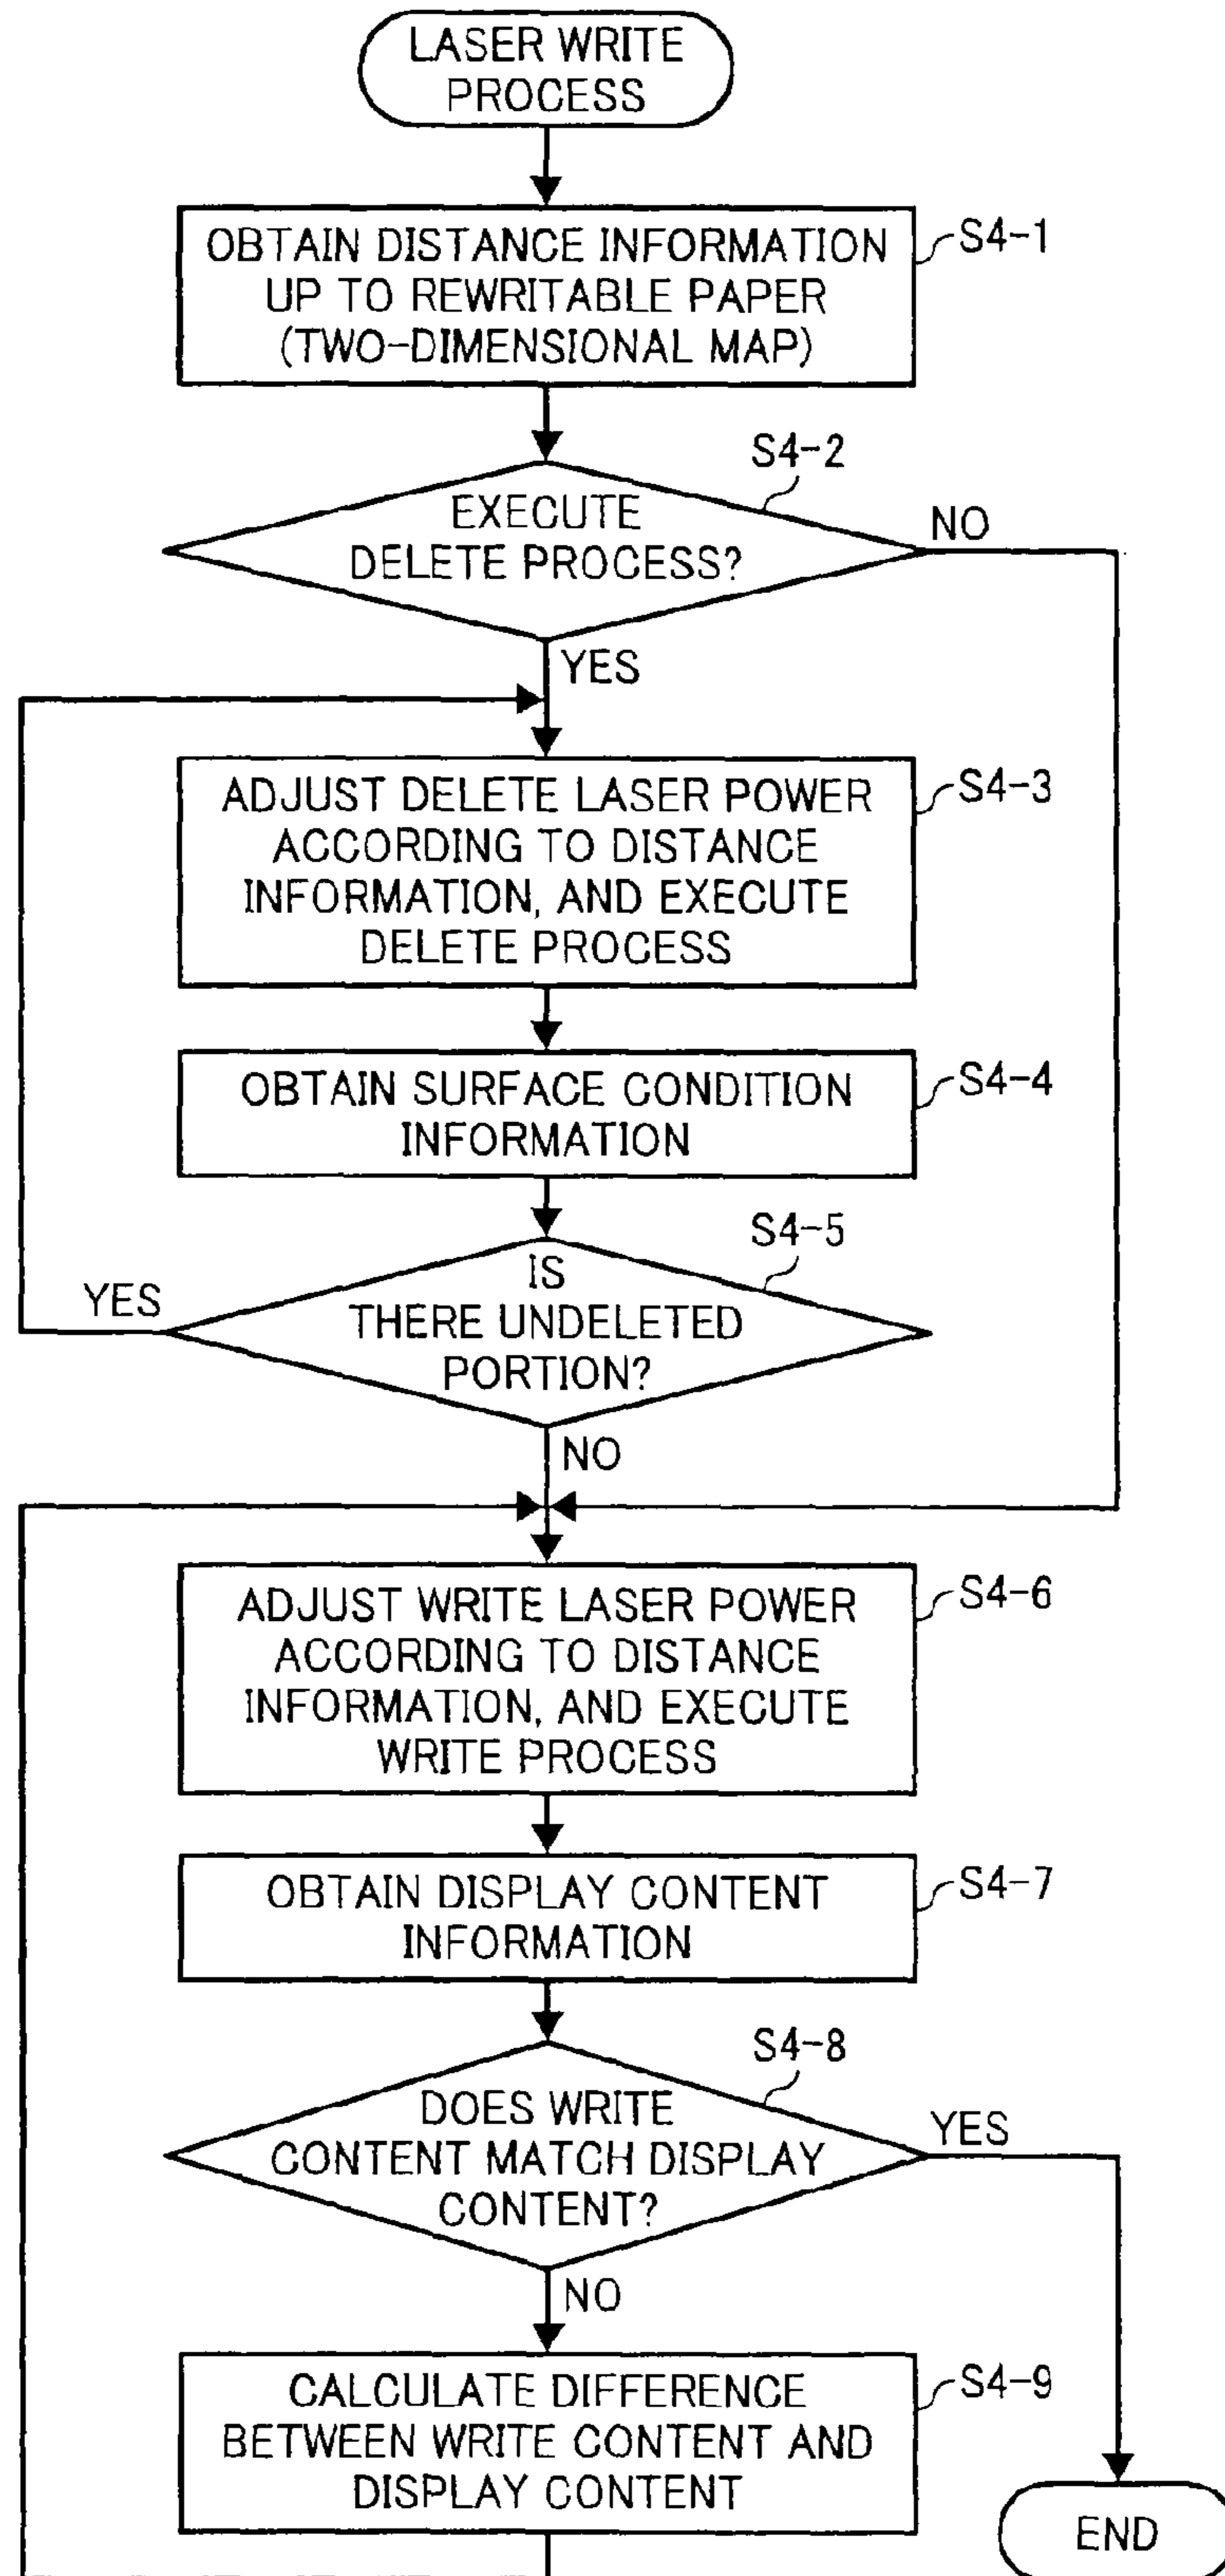 LASER WRITE
PROCESS
OBTAIN DISTANCE INFORMATION
UP TO REWRITABLE PAPER
(TWO-DIMENSIONAL MAP)
S4-1
S4-2
EXECUTE
DELETE PROCESS?
NO
YES
ADJUST DELETE LASER POWER
ACCORDING TO DISTANCE
INFORMATION, AND EXECUTE
DELETE PROCESS
S4-3
OBTAIN SURFACE CONDITION
INFORMATION
S4-4
S4-5
IS
THERE UNDELETED
PORTION?
YES
NO
ADJUST WRITE LASER POWER
ACCORDING TO DISTANCE
INFORMATION, AND EXECUTE
WRITE PROCESS
S4-6
OBTAIN DISPLAY CONTENT
INFORMATION
S4-7
S4-8
DOES WRITE
CONTENT MATCH DISPLAY
CONTENT?
YES
NO
CALCULATE DIFFERENCE
BETWEEN WRITE CONTENT AND
DISPLAY CONTENT
S4-9
END